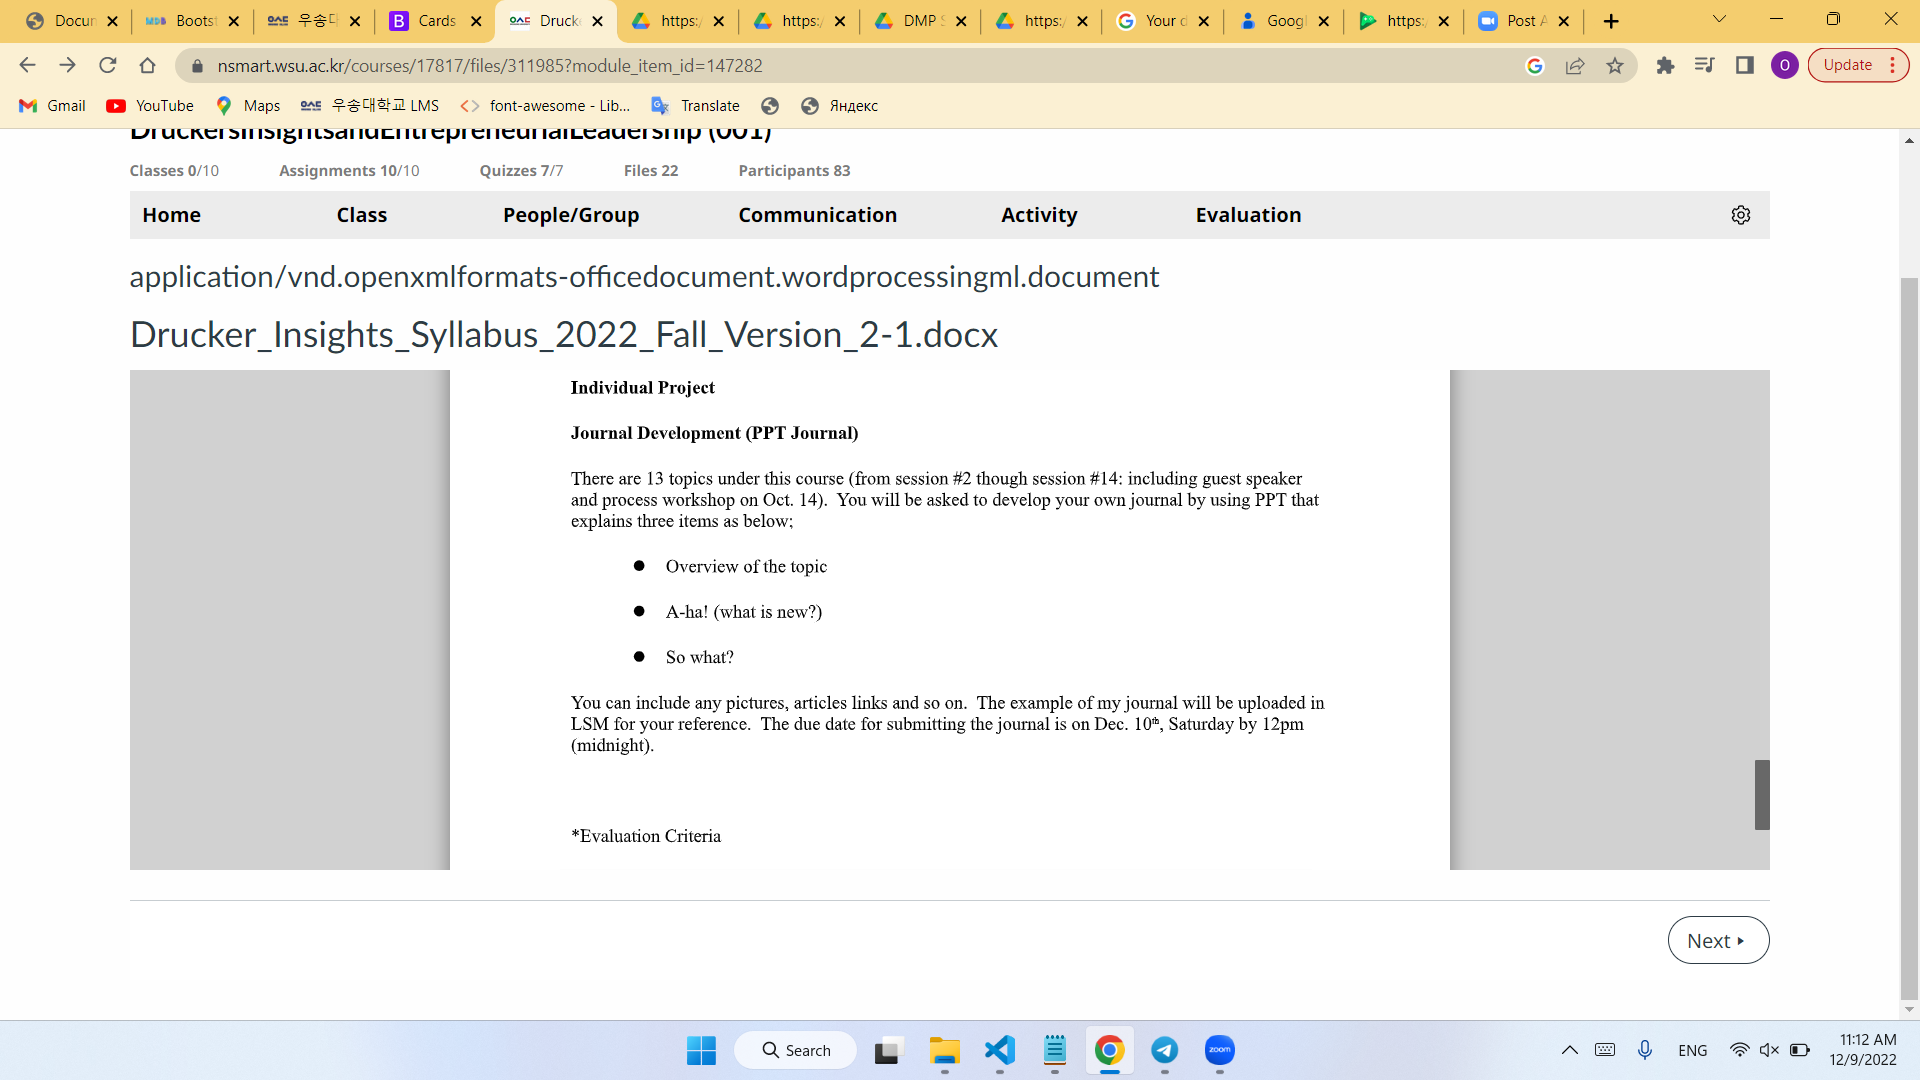 Docun Bootst 우송대 Cards Drucke https:/ https:/ DMP S https:/ Your d Googl https: Post A
nsmart.wsu.ac.kr/courses/17817/files/311985?module_item_id=147282 O Update
Gmail YouTube Maps 우송대학교 LMS font-awesome - Lib... Translate Яндекс
DruckersInsightsandEntrepreneurialLeadership (001)
Classes 0/10 Assignments 10/10 Quizzes 7/7 Files 22 Participants 83
Home Class People/Group Communication Activity Evaluation
application/vnd.openxmlformats-officedocument.wordprocessingml.document
Drucker_Insights_Syllabus_2022_Fall_Version_2-1.docx
Individual Project
Journal Development (PPT Journal)
There are 13 topics under this course (from session #2 though session #14: including guest speaker
and process workshop on Oct. 14).  You will be asked to develop your own journal by using PPT that
explains three items as below;
● Overview of the topic
● A-ha! (what is new?)
● So what?
You can include any pictures, articles links and so on.  The example of my journal will be uploaded in
LSM for your reference.  The due date for submitting the journal is on Dec. 10th, Saturday by 12pm
(midnight).
*Evaluation Criteria
Next
Search zoom ENG 11:12 AM
12/9/2022